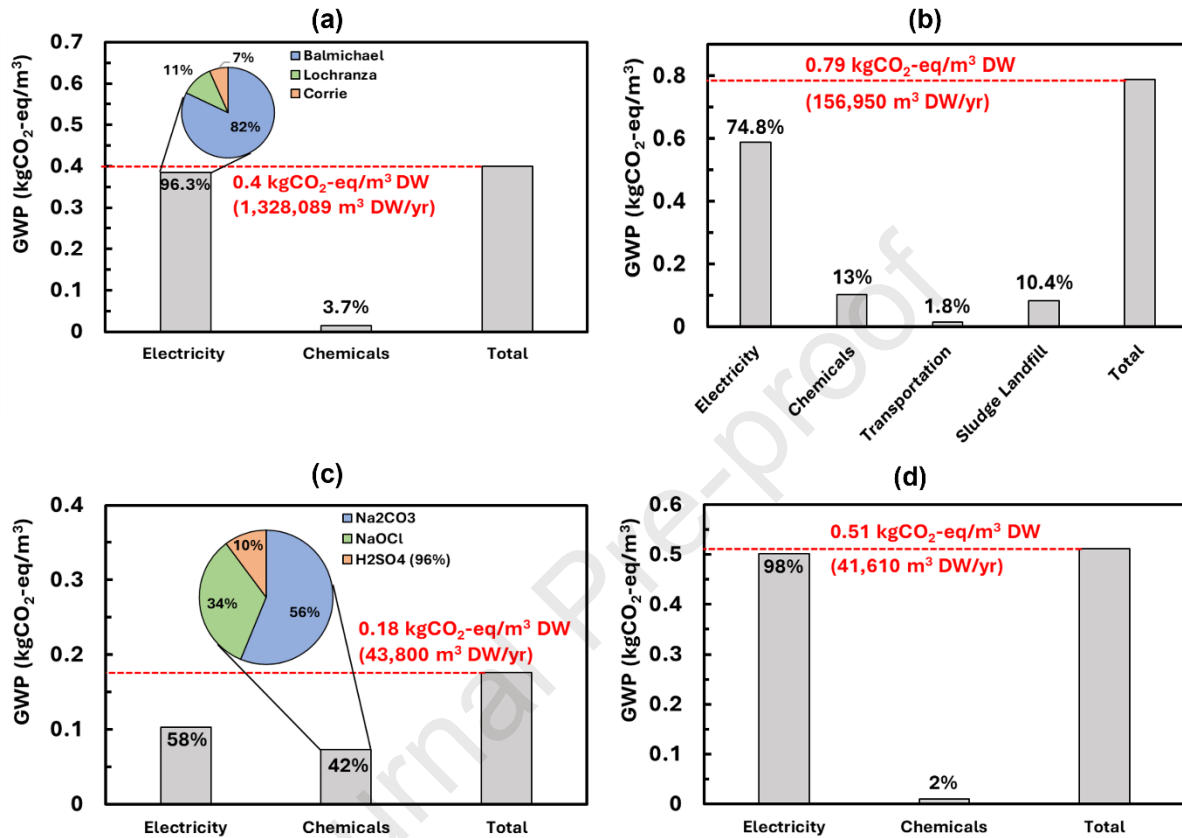 (a)
GWP (kgCO₂-eq/m³)
0.7
0.6
0.5
0.4
0.3
0.2
0.1
0
7%
11%
82%
Balmichael
Lochranza
Corrie
96.3%
0.4 kgCO₂-eq/m³ DW
(1,328,089 m³ DW/yr)
3.7%
Electricity
Chemicals
Total
(b)
GWP (kgCO₂-eq/m³)
0.8
0.6
0.4
0.2
0
0.79 kgCO₂-eq/m³ DW
(156,950 m³ DW/yr)
74.8%
13%
1.8%
10.4%
Electricity
Chemicals
Transportation
Sludge Landfill
Total
(c)
GWP (kgCO₂-eq/m³)
0.4
0.3
0.2
0.1
0
Na2CO3
NaOCl
H2SO4 (96%)
10%
34%
56%
0.18 kgCO₂-eq/m³ DW
(43,800 m³ DW/yr)
58%
42%
Electricity
Chemicals
Total
(d)
GWP (kgCO₂-eq/m³)
0.6
0.5
0.4
0.3
0.2
0.1
0
0.51 kgCO₂-eq/m³ DW
(41,610 m³ DW/yr)
98%
2%
Electricity
Chemicals
Total
urnal Pre-proof